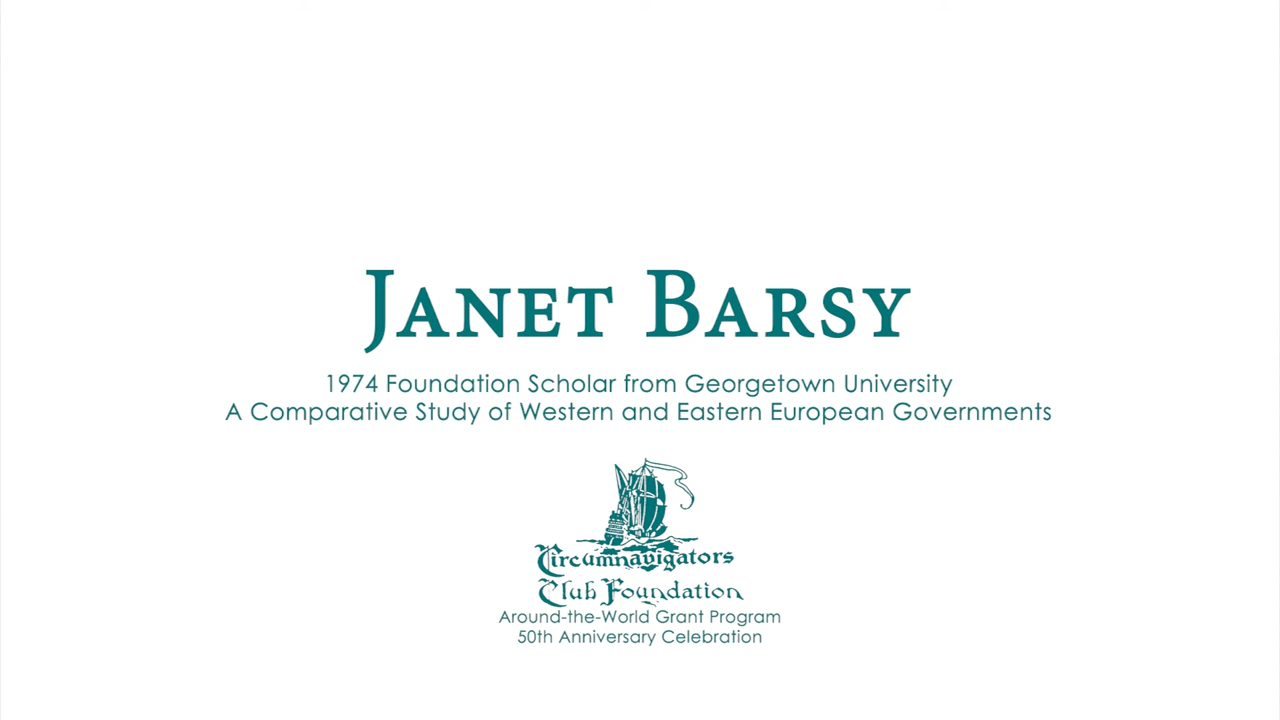 Janet Barsy
1974 Foundation Scholar from Georgetown University
A Comparative Study of Western and Eastern European Governments
Circumnavigators
Club Foundation
Around-the-World Grant Program
50th Anniversary Celebration